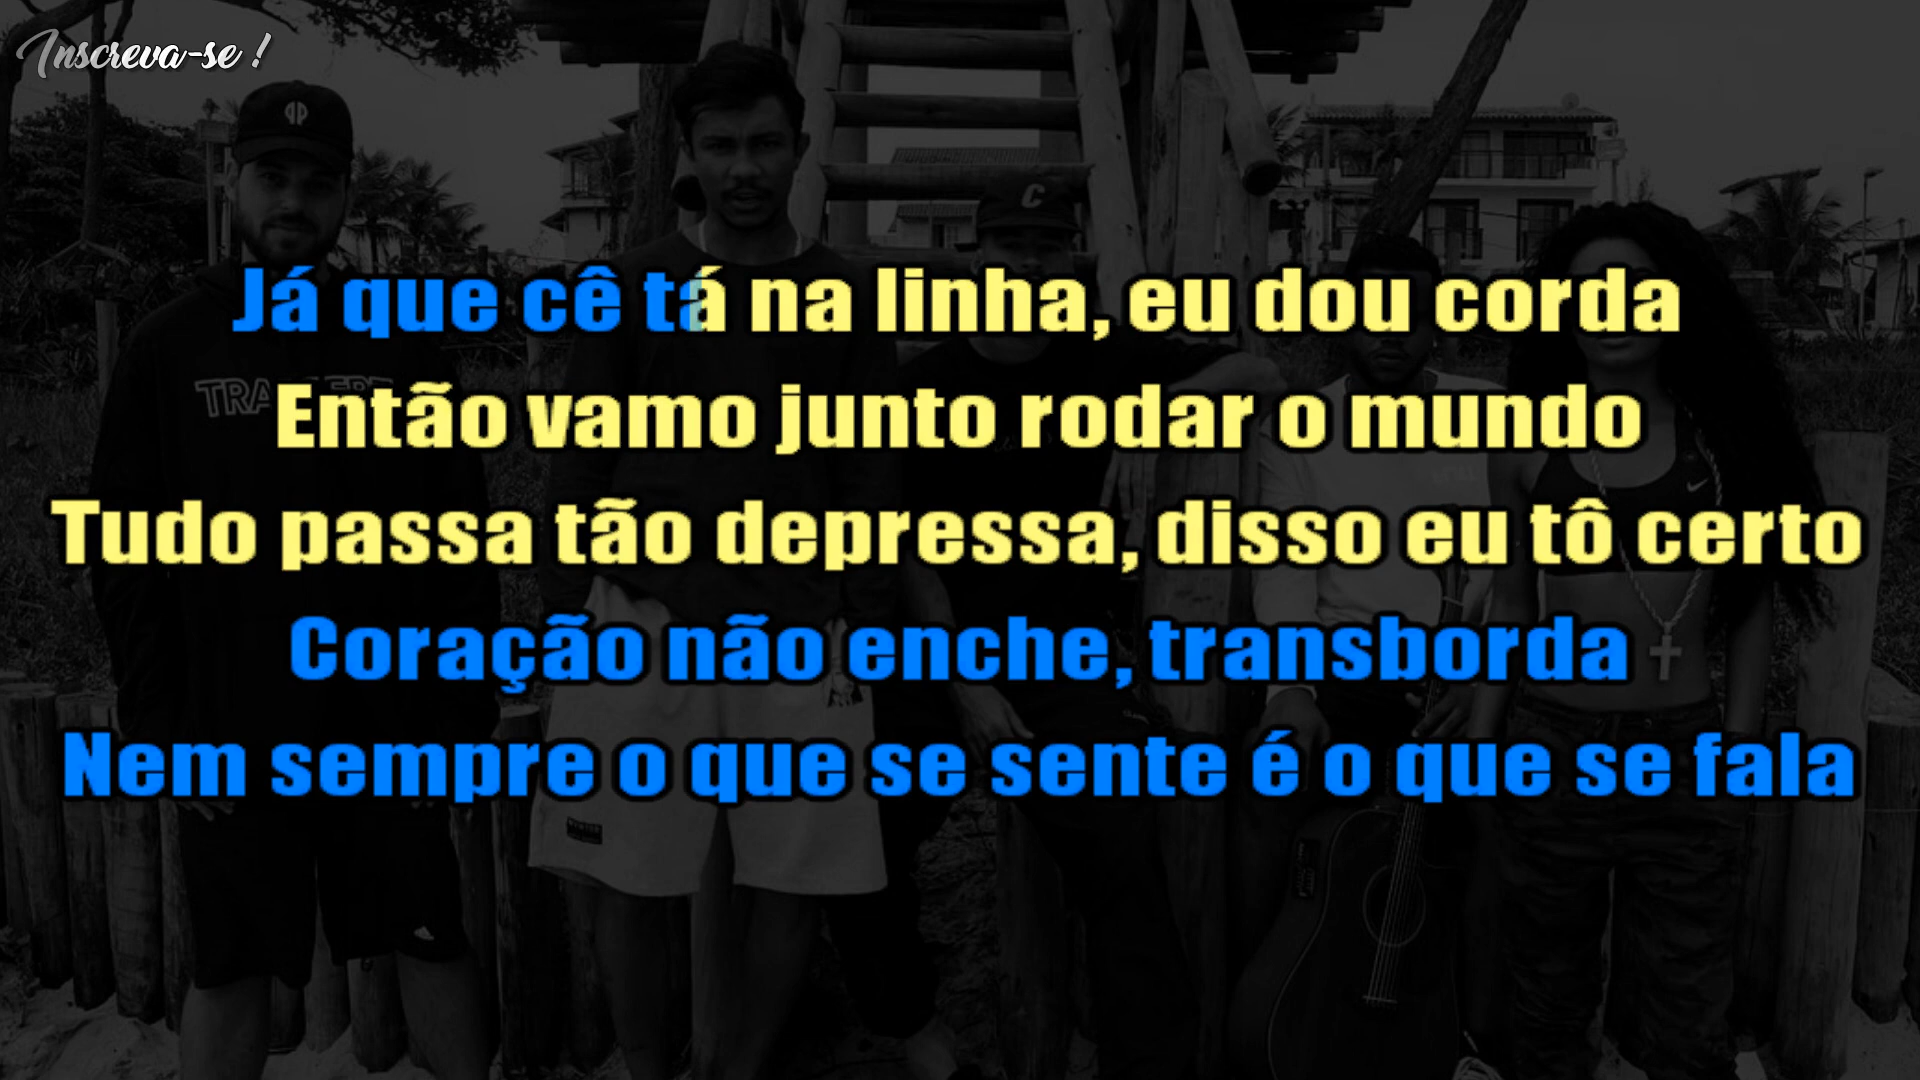 Inscreva-se !
Já que cê tá na linha, eu dou corda
Então vamo junto rodar o mundo
Tudo passa tão depressa, disso eu tô certo
Coração não enche, transborda
Nem sempre o que se sente é o que se fala
C